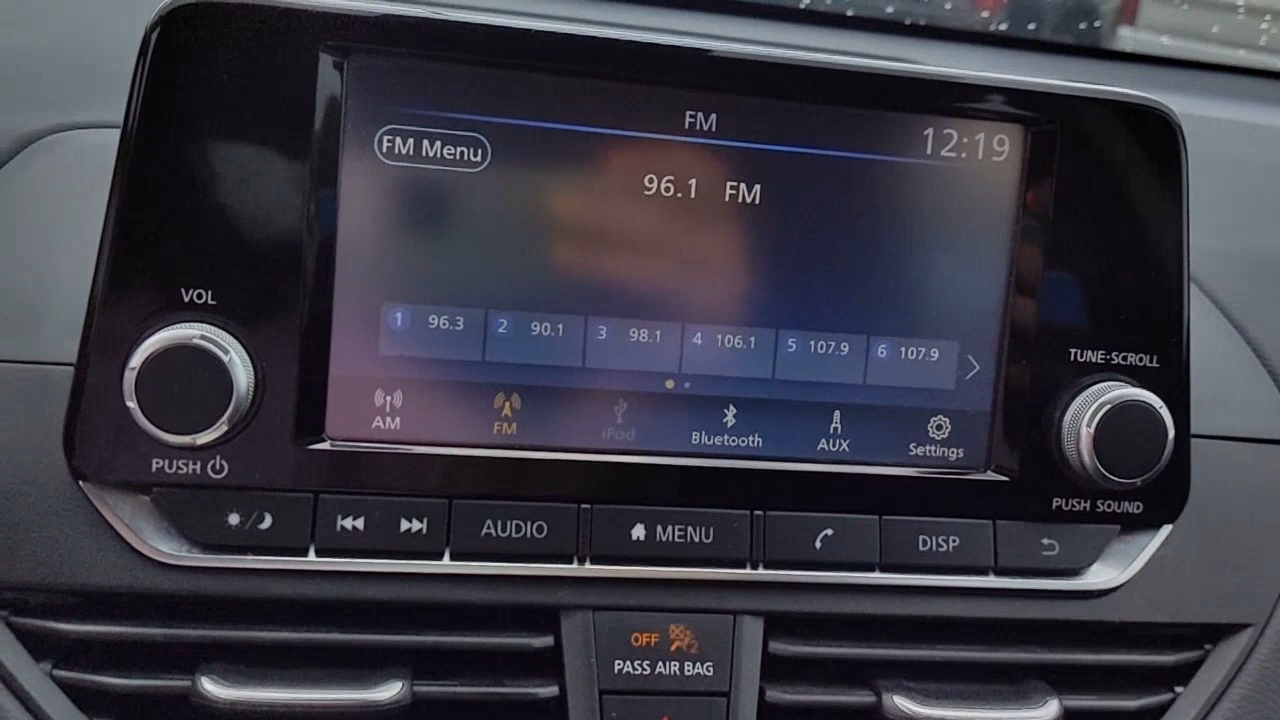 FM
12:19
FM Menu
96.1 FM
VOL
1 96.3
2 90.1
3 98.1
4 106.1
5 107.9
6 107.9
TUNE·SCROLL
AM
FM
iPod
Bluetooth
AUX
Settings
PUSH
PUSH SOUND
AUDIO
MENU
DISP
OFF 2
PASS AIR BAG